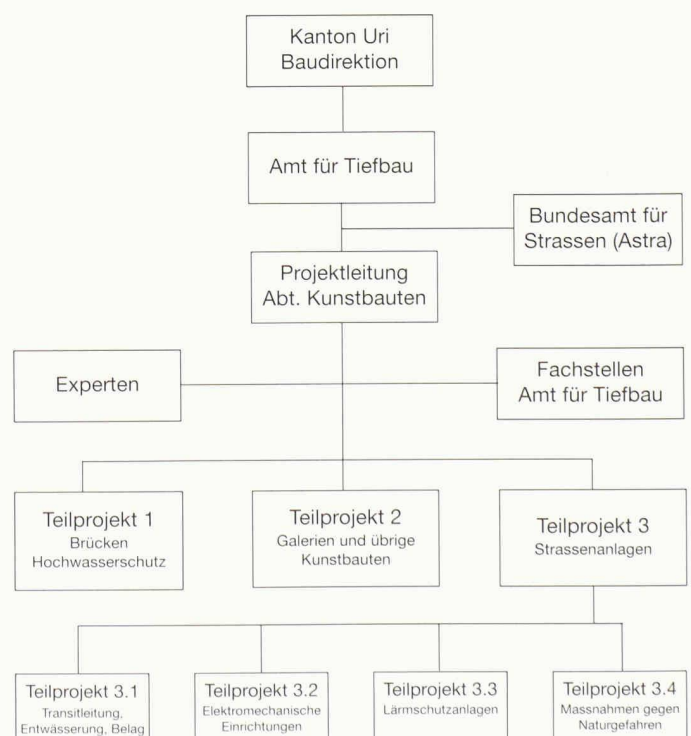 Kanton Uri
Baudirektion
Amt für Tiefbau
Bundesamt für
Strassen (Astra)
Projektleitung
Abt. Kunstbauten
Experten
Fachstellen
Amt für Tiefbau
Teilprojekt 1
Brücken
Hochwasserschutz
Teilprojekt 2
Galerien und übrige
Kunstbauten
Teilprojekt 3
Strassenanlagen
Teilprojekt 3.1
Transitleitung,
Entwässerung, Belag
Teilprojekt 3.2
Elektromechanische
Einrichtungen
Teilprojekt 3.3
Lärmschutzanlagen
Teilprojekt 3.4
Massnahmen gegen
Naturgefahren